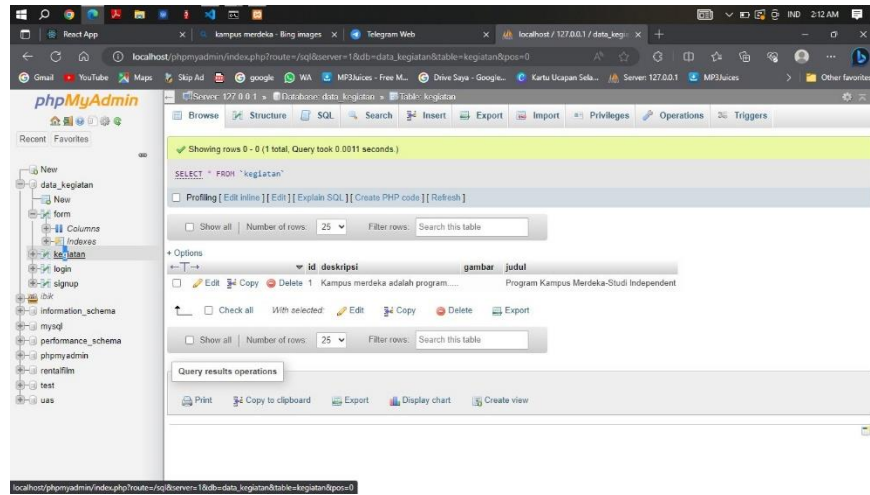 IND 2:12 AM
React App
kampus merdeka - Bing images
Telegram Web
localhost / 127.0.0.1 / data_kegia
localhost/phpmyadmin/index.php?route=/sql&server=1&db=data_kegiatan&table=kegiatan&pos=0
Gmail YouTube Maps Skip Ad google WA MP3Juices - Free M... Drive Saya - Google... Kartu Ucapan Sela... Server: 127.0.0.1 MP3Juices Other favorites
phpMyAdmin
Recent Favorites
New
data_kegiatan
New
form
Columns
Indexes
kegiatan
login
signup
ibik
information_schema
mysql
performance_schema
phpmyadmin
rentalfilm
test
uas
Server: 127.0.0.1 » Database: data_kegiatan » Table: kegiatan
Browse Structure SQL Search Insert Export Import Privileges Operations Triggers
Showing rows 0 - 0 (1 total, Query took 0.0011 seconds.)
SELECT * FROM `kegiatan`
Profiling [ Edit inline ] [ Edit ] [ Explain SQL ] [ Create PHP code ] [ Refresh ]
Show all Number of rows: 25 Filter rows: Search this table
+ Options
id deskripsi gambar judul
Edit Copy Delete 1 Kampus merdeka adalah program..... Program Kampus Merdeka-Studi Independent
Check all With selected: Edit Copy Delete Export
Show all Number of rows: 25 Filter rows: Search this table
Query results operations
Print Copy to clipboard Export Display chart Create view
localhost/phpmyadmin/index.php?route=/sql&server=1&db=data_kegiatan&table=kegiatan&pos=0